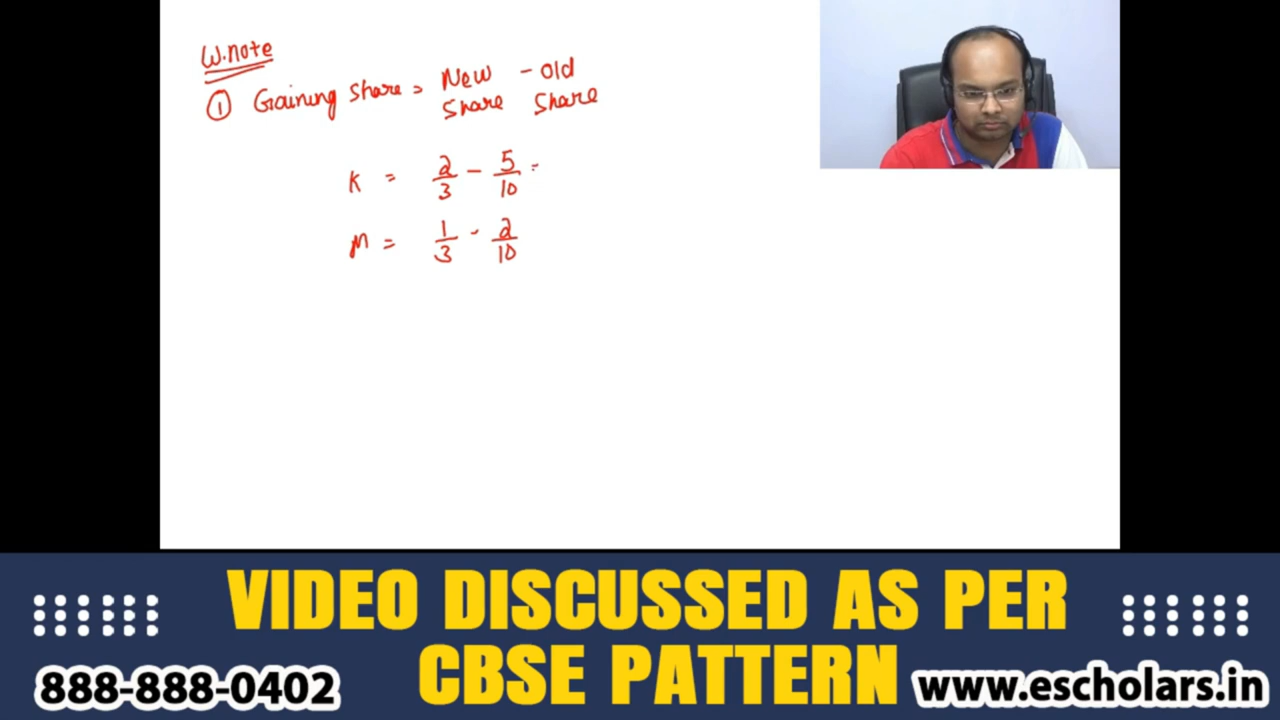 W.note
① Gaining share = New share - old share
K = 2/3 - 5/10 =
M = 1/3 - 2/10
VIDEO DISCUSSED AS PER
CBSE PATTERN
888-888-0402
www.escholars.in